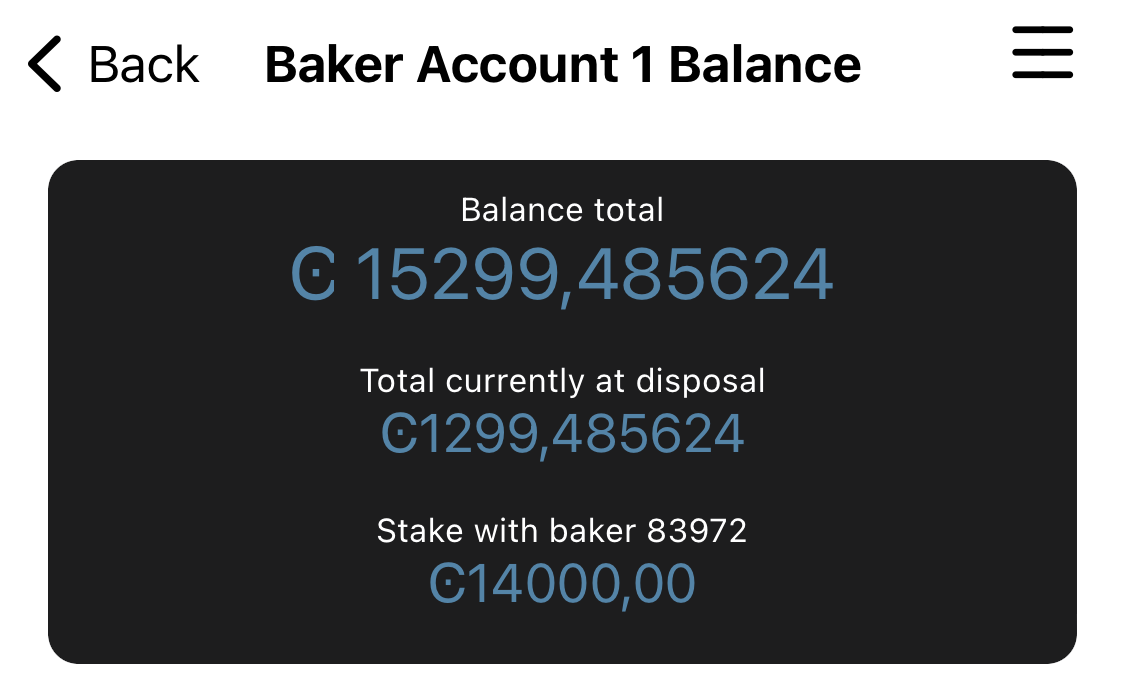 Back Baker Account 1 Balance
Balance total
Ͼ 15299,485624
Total currently at disposal
Ͼ1299,485624
Stake with baker 83972
Ͼ14000,00